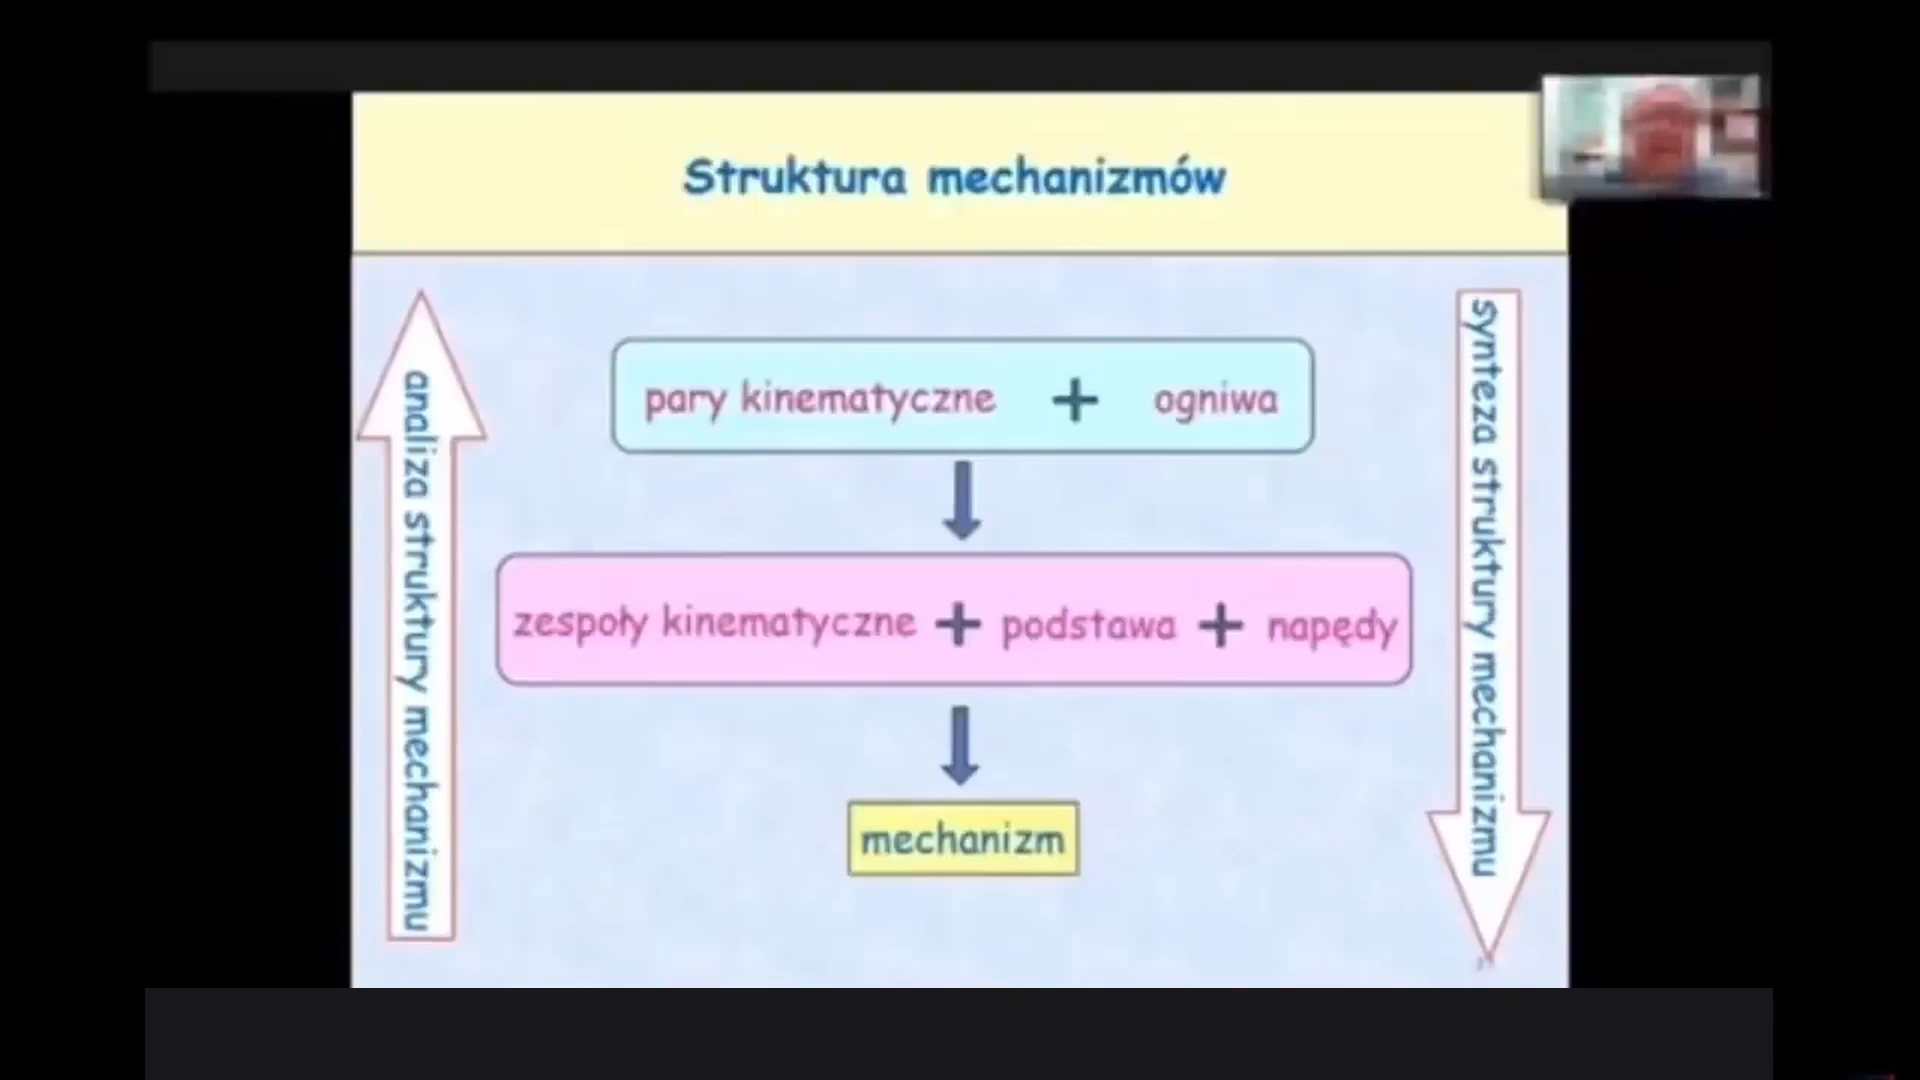 Struktura mechanizmów
analiza struktury mechanizmu
pary kinematyczne + ogniwa
zespoły kinematyczne + podstawa + napędy
mechanizm
synteza struktury mechanizmu